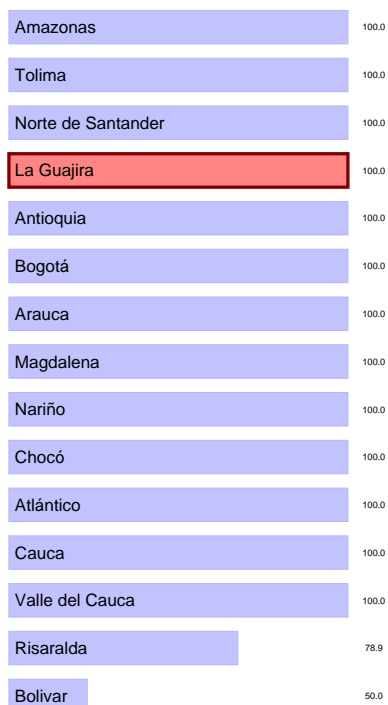 Amazonas 100.0
Tolima 100.0
Norte de Santander 100.0
La Guajira 100.0
Antioquia 100.0
Bogotá 100.0
Arauca 100.0
Magdalena 100.0
Nariño 100.0
Chocó 100.0
Atlántico 100.0
Cauca 100.0
Valle del Cauca 100.0
Risaralda 78.9
Bolivar 50.0